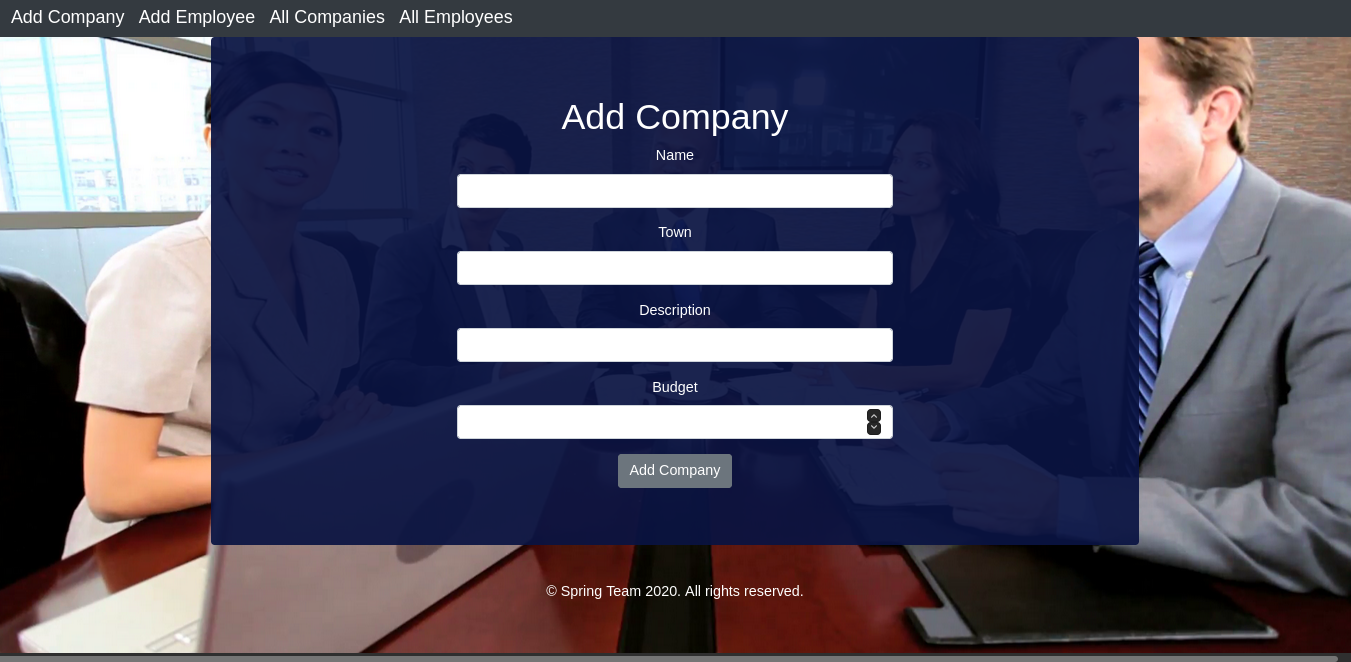 Add Company Add Employee All Companies All Employees
Add Company
Name
Town
Description
Budget
Add Company
© Spring Team 2020. All rights reserved.